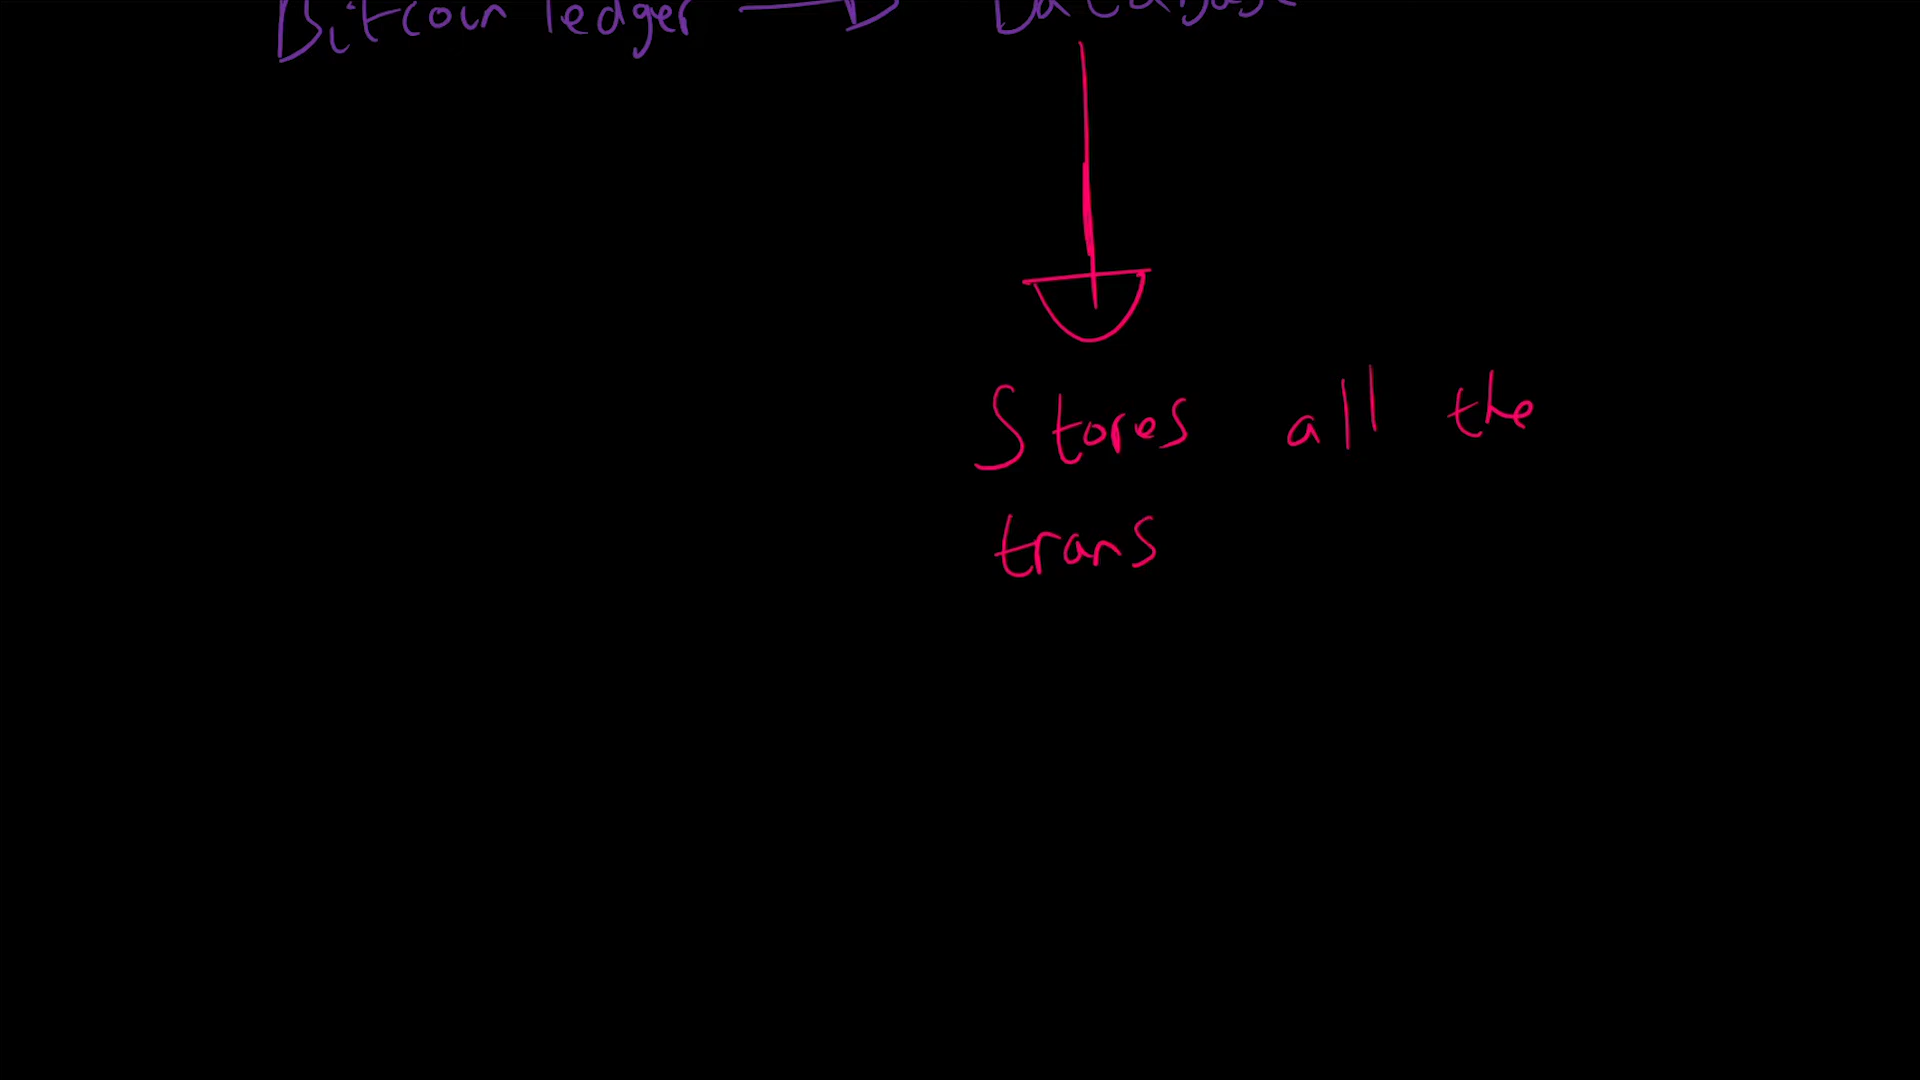 Bitcoin ledger Database
Stores all the
trans